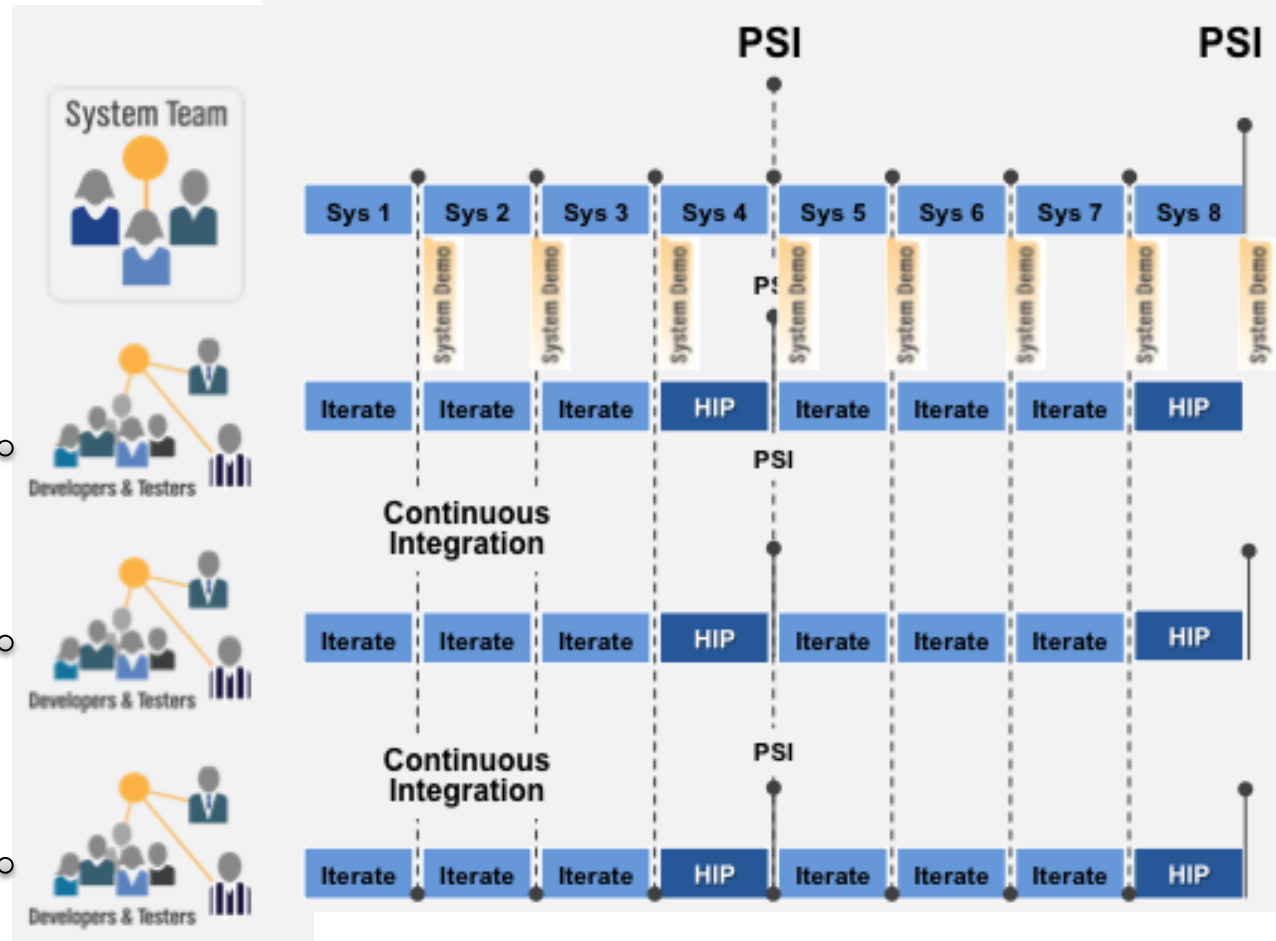 PSI
PSI
System Team
Sys 1
Sys 2
Sys 3
Sys 4
Sys 5
Sys 6
Sys 7
Sys 8
System Demo
System Demo
System Demo
System Demo
System Demo
System Demo
System Demo
System Demo
Iterate
Iterate
Iterate
HIP
Iterate
Iterate
Iterate
HIP
PSI
Developers & Testers
Continuous
Integration
Iterate
Iterate
Iterate
HIP
Iterate
Iterate
Iterate
HIP
Developers & Testers
Continuous
Integration
PSI
Iterate
Iterate
Iterate
HIP
Iterate
Iterate
Iterate
HIP
Developers & Testers